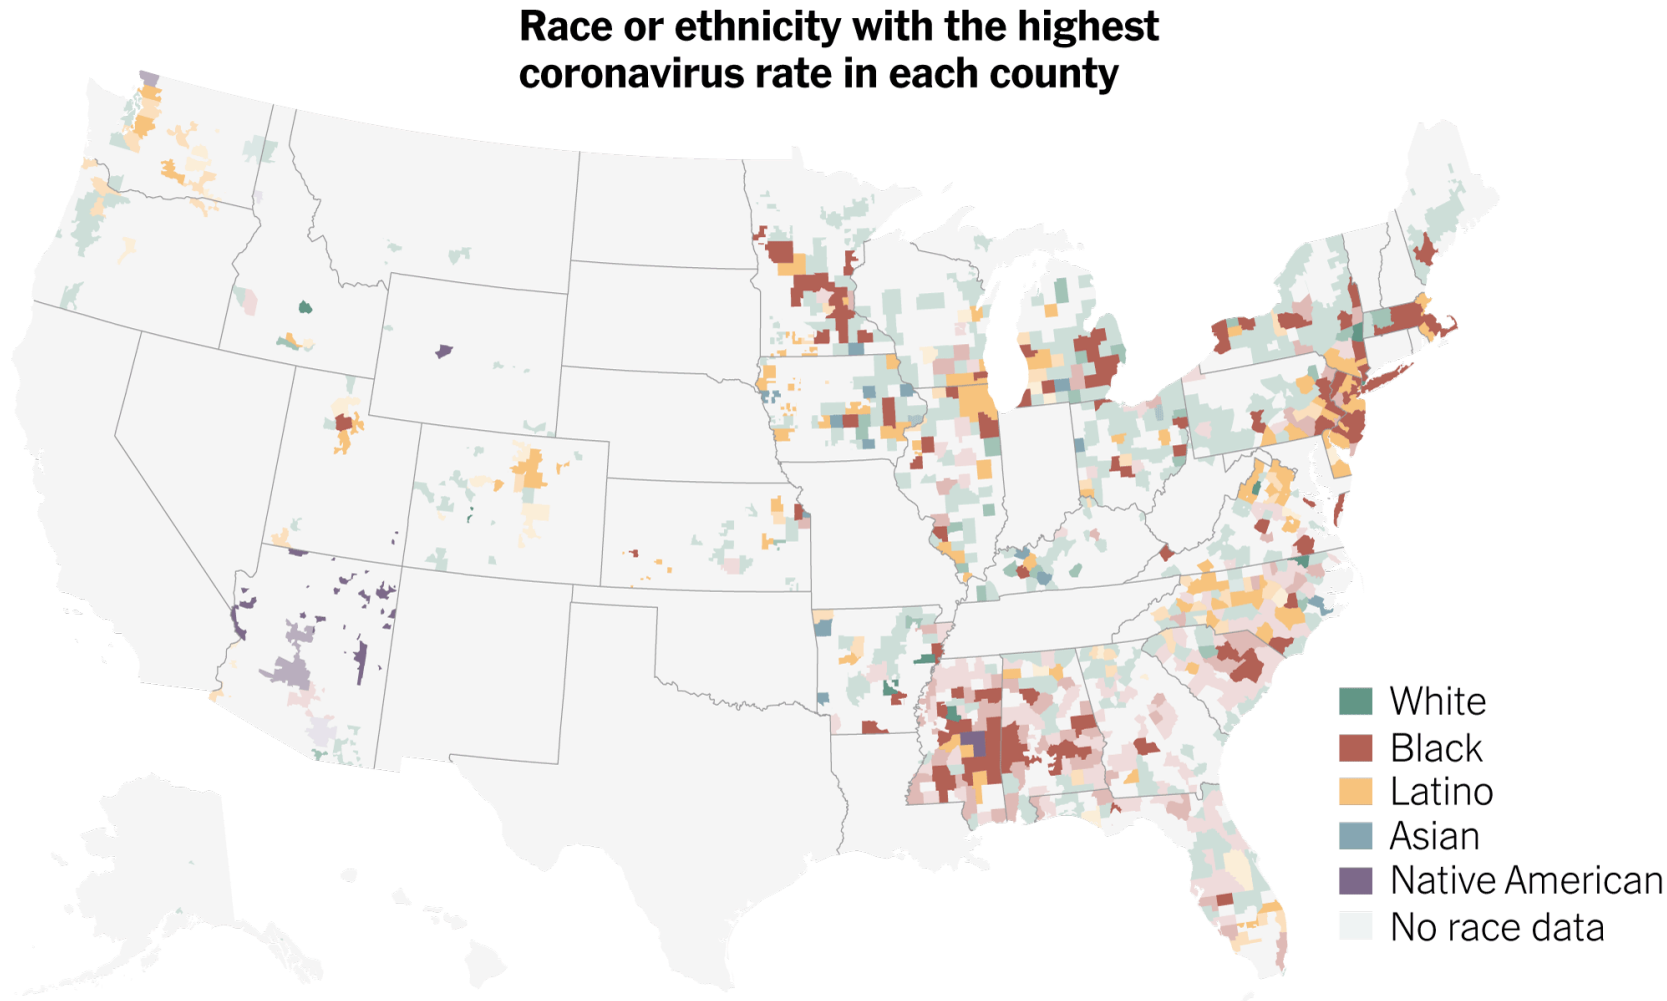 Race or ethnicity with the highest
coronavirus rate in each county
White
Black
Latino
Asian
Native American
No race data